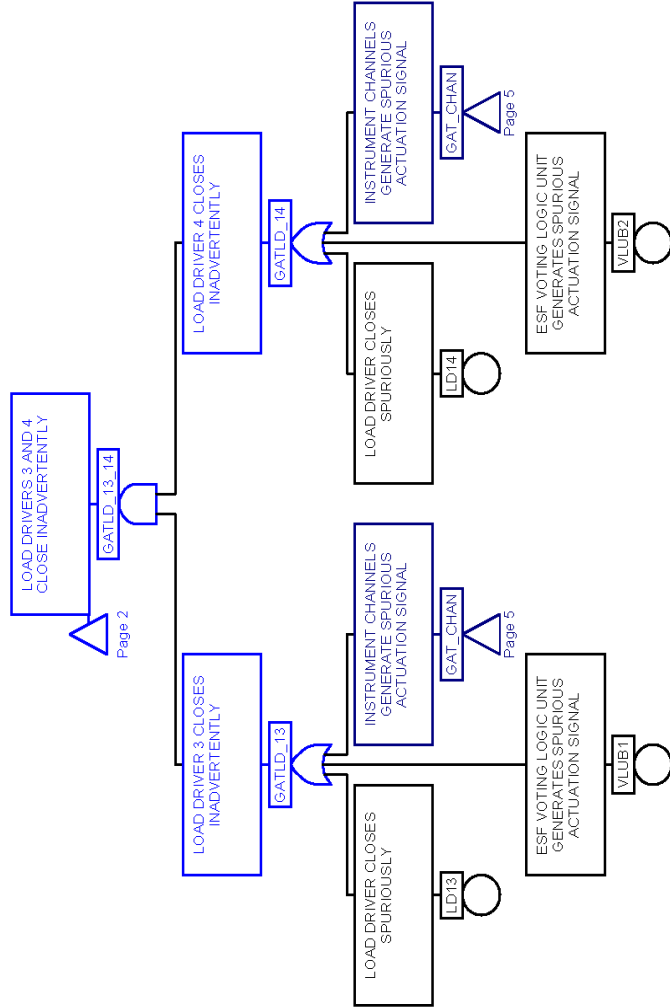 LOAD DRIVERS 3 AND 4
CLOSE INADVERTENTLY
GATLD_13_14
Page 2
LOAD DRIVER 3 CLOSES
INADVERTENTLY
GATLD_13
LOAD DRIVER 4 CLOSES
INADVERTENTLY
GATLD_14
LOAD DRIVER CLOSES
SPURIOUSLY
LD13
INSTRUMENT CHANNELS
GENERATE SPURIOUS
ACTUATION SIGNAL
GAT_CHAN
Page 5
LOAD DRIVER CLOSES
SPURIOUSLY
LD14
INSTRUMENT CHANNELS
GENERATE SPURIOUS
ACTUATION SIGNAL
GAT_CHAN
Page 5
ESF VOTING LOGIC UNIT
GENERATES SPURIOUS
ACTUATION SIGNAL
VLUB1
ESF VOTING LOGIC UNIT
GENERATES SPURIOUS
ACTUATION SIGNAL
VLUB2